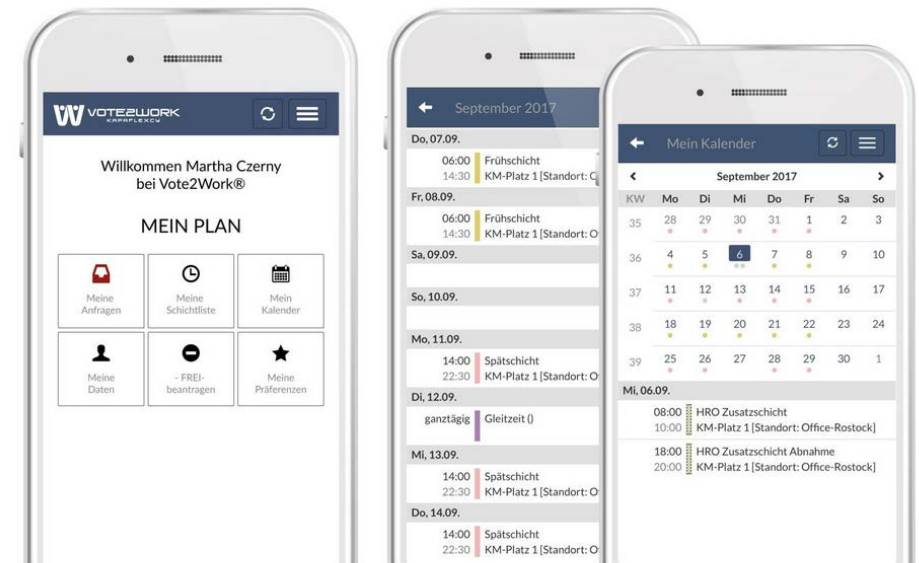 VOTE2WORK
KAPAFLEXCY
Willkommen Martha Czerny
bei Vote2Work®
MEIN PLAN
Meine
Anfragen
Meine
Schichtliste
Mein
Kalender
Meine
Daten
- FREI-
beantragen
Meine
Präferenzen
September 2017
Do, 07.09.
06:00 Frühschicht
14:30 KM-Platz 1 [Standort:
Fr, 08.09.
06:00 Frühschicht
14:30 KM-Platz 1 [Standort: O
Sa, 09.09.
So, 10.09.
Mo, 11.09.
14:00 Spätschicht
22:30 KM-Platz 1 [Standort: O
Di, 12.09.
ganztägig Gleitzeit ()
Mi, 13.09.
14:00 Spätschicht
22:30 KM-Platz 1 [Standort: O
Do, 14.09.
14:00 Spätschicht
22:30 KM-Platz 1 [Standort: O
Mein Kalender
September 2017
KW Mo Di Mi Do Fr Sa So
35 28 29 30 31 1 2 3
36 4 5 6 7 8 9 10
37 11 12 13 14 15 16 17
38 18 19 20 21 22 23 24
39 25 26 27 28 29 30 1
Mi, 06.09.
08:00 HRO Zusatzschicht
10:00 KM-Platz 1 [Standort: Office-Rostock]
18:00 HRO Zusatzschicht Abnahme
20:00 KM-Platz 1 [Standort: Office-Rostock]